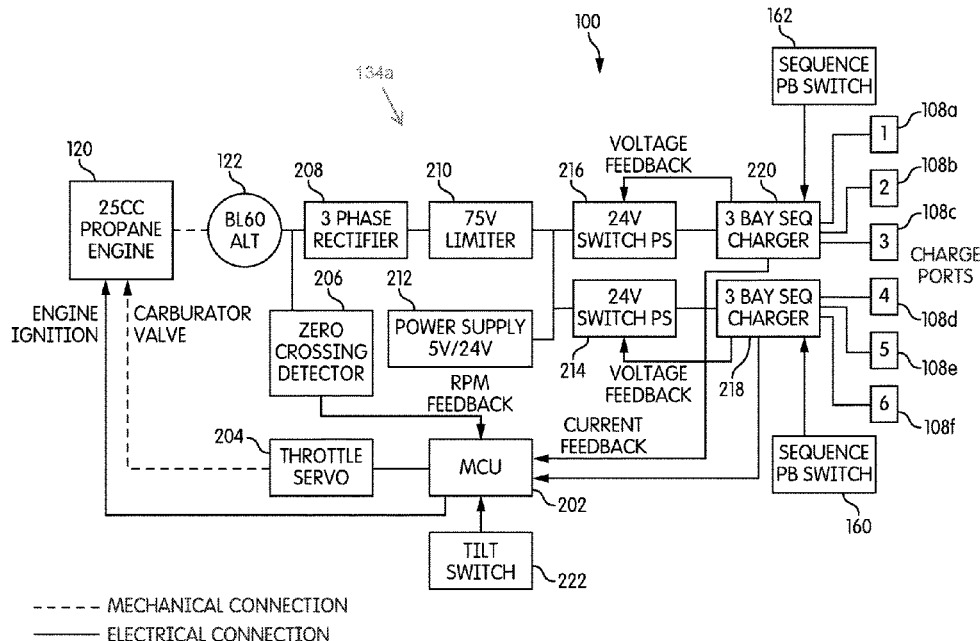 100
162
SEQUENCE
PB SWITCH
134a
120
25CC
PROPANE
ENGINE
122
BL60
ALT
208
3 PHASE
RECTIFIER
210
75V
LIMITER
VOLTAGE
FEEDBACK
216
24V
SWITCH PS
220
3 BAY SEQ
CHARGER
1
108a
2
108b
3
108c
CHARGE
PORTS
ENGINE
IGNITION
CARBURATOR
VALVE
206
ZERO
CROSSING
DETECTOR
212
POWER SUPPLY
5V/24V
24V
SWITCH PS
214
3 BAY SEQ
CHARGER
218
4
108d
5
108e
6
108f
VOLTAGE
FEEDBACK
RPM
FEEDBACK
CURRENT
FEEDBACK
204
THROTTLE
SERVO
MCU
202
SEQUENCE
PB SWITCH
160
TILT
SWITCH
222
MECHANICAL CONNECTION
ELECTRICAL CONNECTION